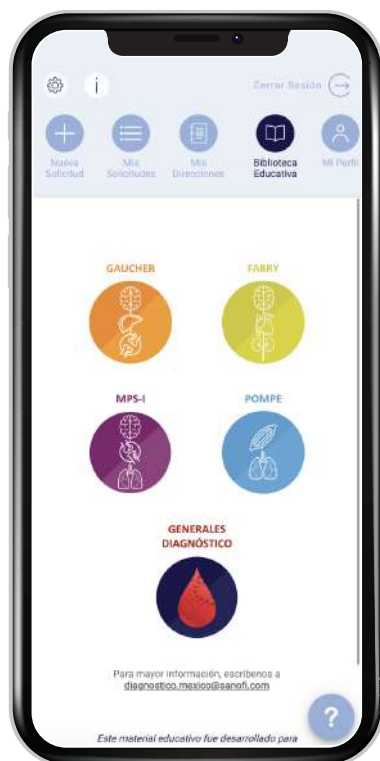 i
Cerrar Sesión
Nueva
Solicitud
Mis
Solicitudes
Mis
Direcciones
Biblioteca
Educativa
Mi Perfil
GAUCHER
FABRY
MPS-I
POMPE
GENERALES
DIAGNÓSTICO
Para mayor información, escríbenos a
diagnostico.mexico@sanofi.com
?
Este material educativo fue desarrollado para